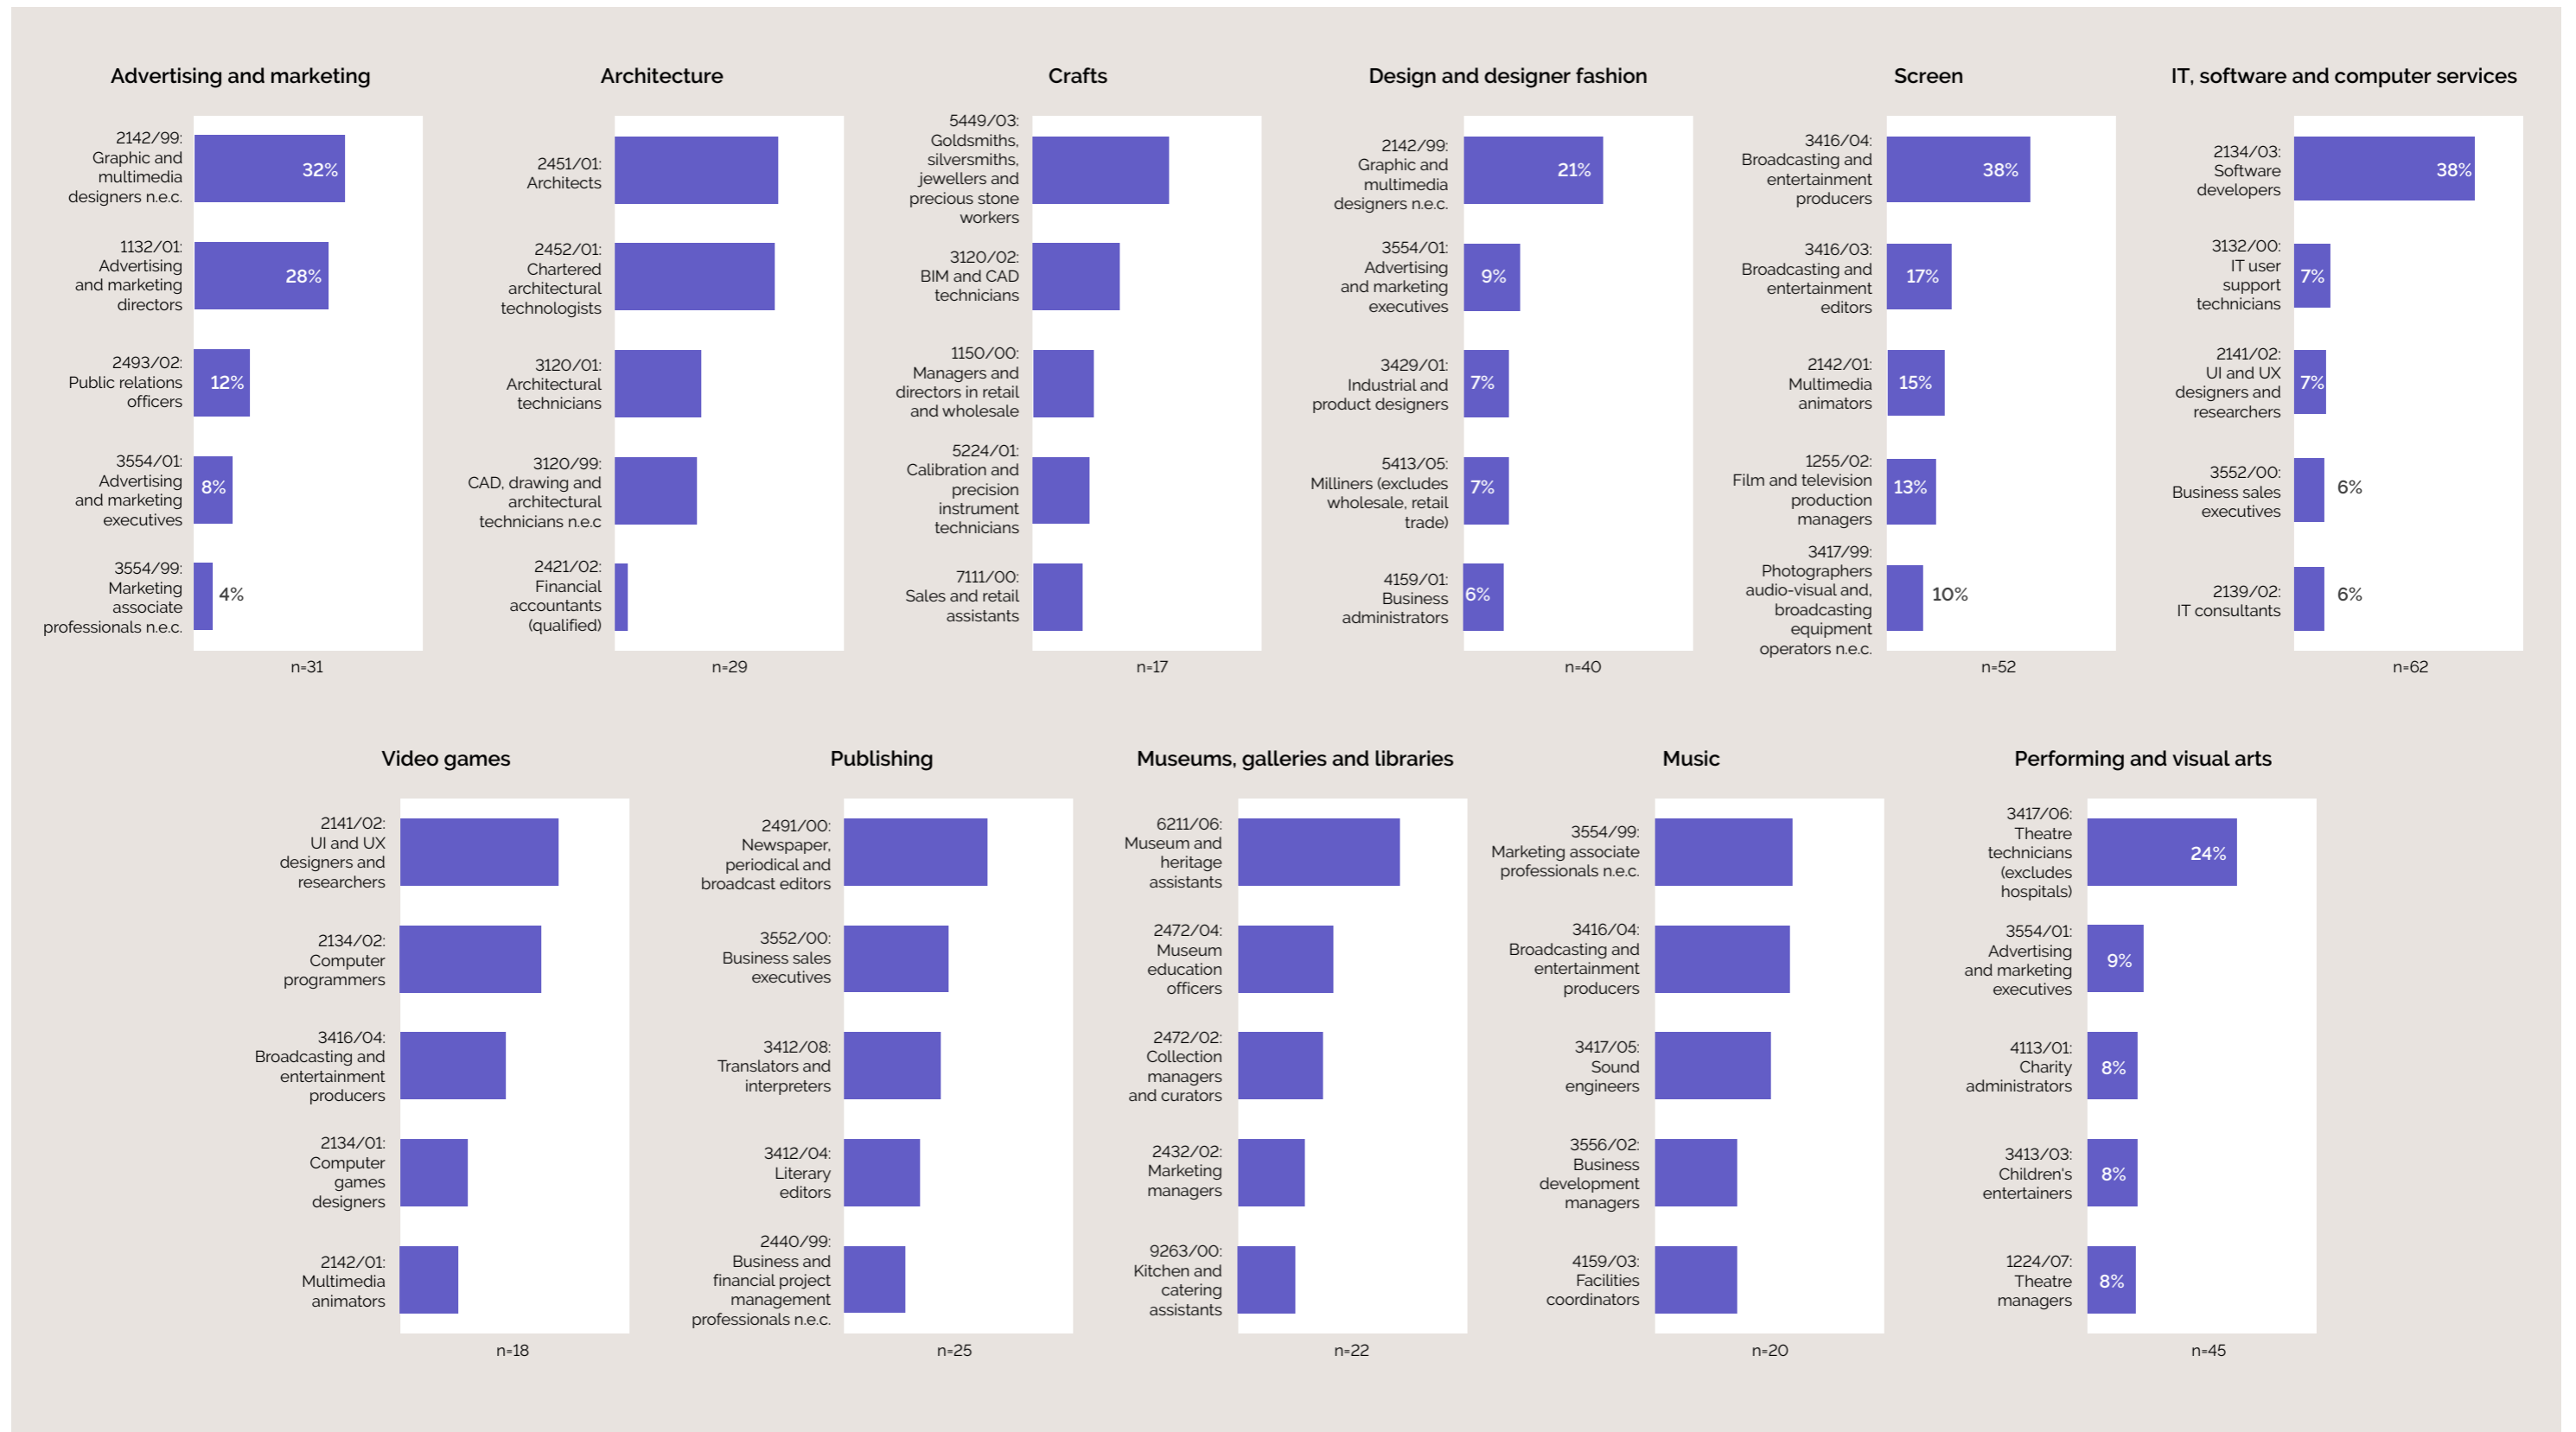 Advertising and marketing
2142/99:
Graphic and
multimedia
designers n.e.c.
32%
1132/01:
Advertising
and marketing
directors
28%
2493/02:
Public relations
officers
12%
3554/01:
Advertising
and marketing
executives
8%
3554/99:
Marketing
associate
professionals n.e.c.
4%
n=31
Architecture
2451/01:
Architects
2452/01:
Chartered
architectural
technologists
3120/01:
Architectural
technicians
3120/99:
CAD, drawing and
architectural
technicians n.e.c
2421/02:
Financial
accountants
(qualified)
n=29
Crafts
5449/03:
Goldsmiths,
silversmiths,
jewellers and
precious stone
workers
3120/02:
BIM and CAD
technicians
1150/00:
Managers and
directors in retail
and wholesale
5224/01:
Calibration and
precision
instrument
technicians
7111/00:
Sales and retail
assistants
n=17
Design and designer fashion
2142/99:
Graphic and
multimedia
designers n.e.c.
21%
3554/01:
Advertising
and marketing
executives
9%
3429/01:
Industrial and
product designers
7%
5413/05:
Milliners (excludes
wholesale, retail
trade)
7%
4159/01:
Business
administrators
6%
n=40
Screen
3416/04:
Broadcasting and
entertainment
producers
38%
3416/03:
Broadcasting and
entertainment
editors
17%
2142/01:
Multimedia
animators
15%
1255/02:
Film and television
production
managers
13%
3417/99:
Photographers
audio-visual and,
broadcasting
equipment
operators n.e.c.
10%
n=52
IT, software and computer services
2134/03:
Software
developers
38%
3132/00:
IT user
support
technicians
7%
2141/02:
UI and UX
designers and
researchers
7%
3552/00:
Business sales
executives
6%
2139/02:
IT consultants
6%
n=62
Video games
2141/02:
UI and UX
designers and
researchers
2134/02:
Computer
programmers
3416/04:
Broadcasting and
entertainment
producers
2134/01:
Computer
games
designers
2142/01:
Multimedia
animators
n=18
Publishing
2491/00:
Newspaper,
periodical and
broadcast editors
3552/00:
Business sales
executives
3412/08:
Translators and
interpreters
3412/04:
Literary
editors
2440/99:
Business and
financial project
management
professionals n.e.c.
n=25
Museums, galleries and libraries
6211/06:
Museum and
heritage
assistants
2472/04:
Museum
education
officers
2472/02:
Collection
managers
and curators
2432/02:
Marketing
managers
9263/00:
Kitchen and
catering
assistants
n=22
Music
3554/99:
Marketing associate
professionals n.e.c.
3416/04:
Broadcasting and
entertainment
producers
3417/05:
Sound
engineers
3556/02:
Business
development
managers
4159/03:
Facilities
coordinators
n=20
Performing and visual arts
3417/06:
Theatre
technicians
(excludes
hospitals)
24%
3554/01:
Advertising
and marketing
executives
9%
4113/01:
Charity
administrators
8%
3413/03:
Children's
entertainers
8%
1224/07:
Theatre
managers
8%
n=45